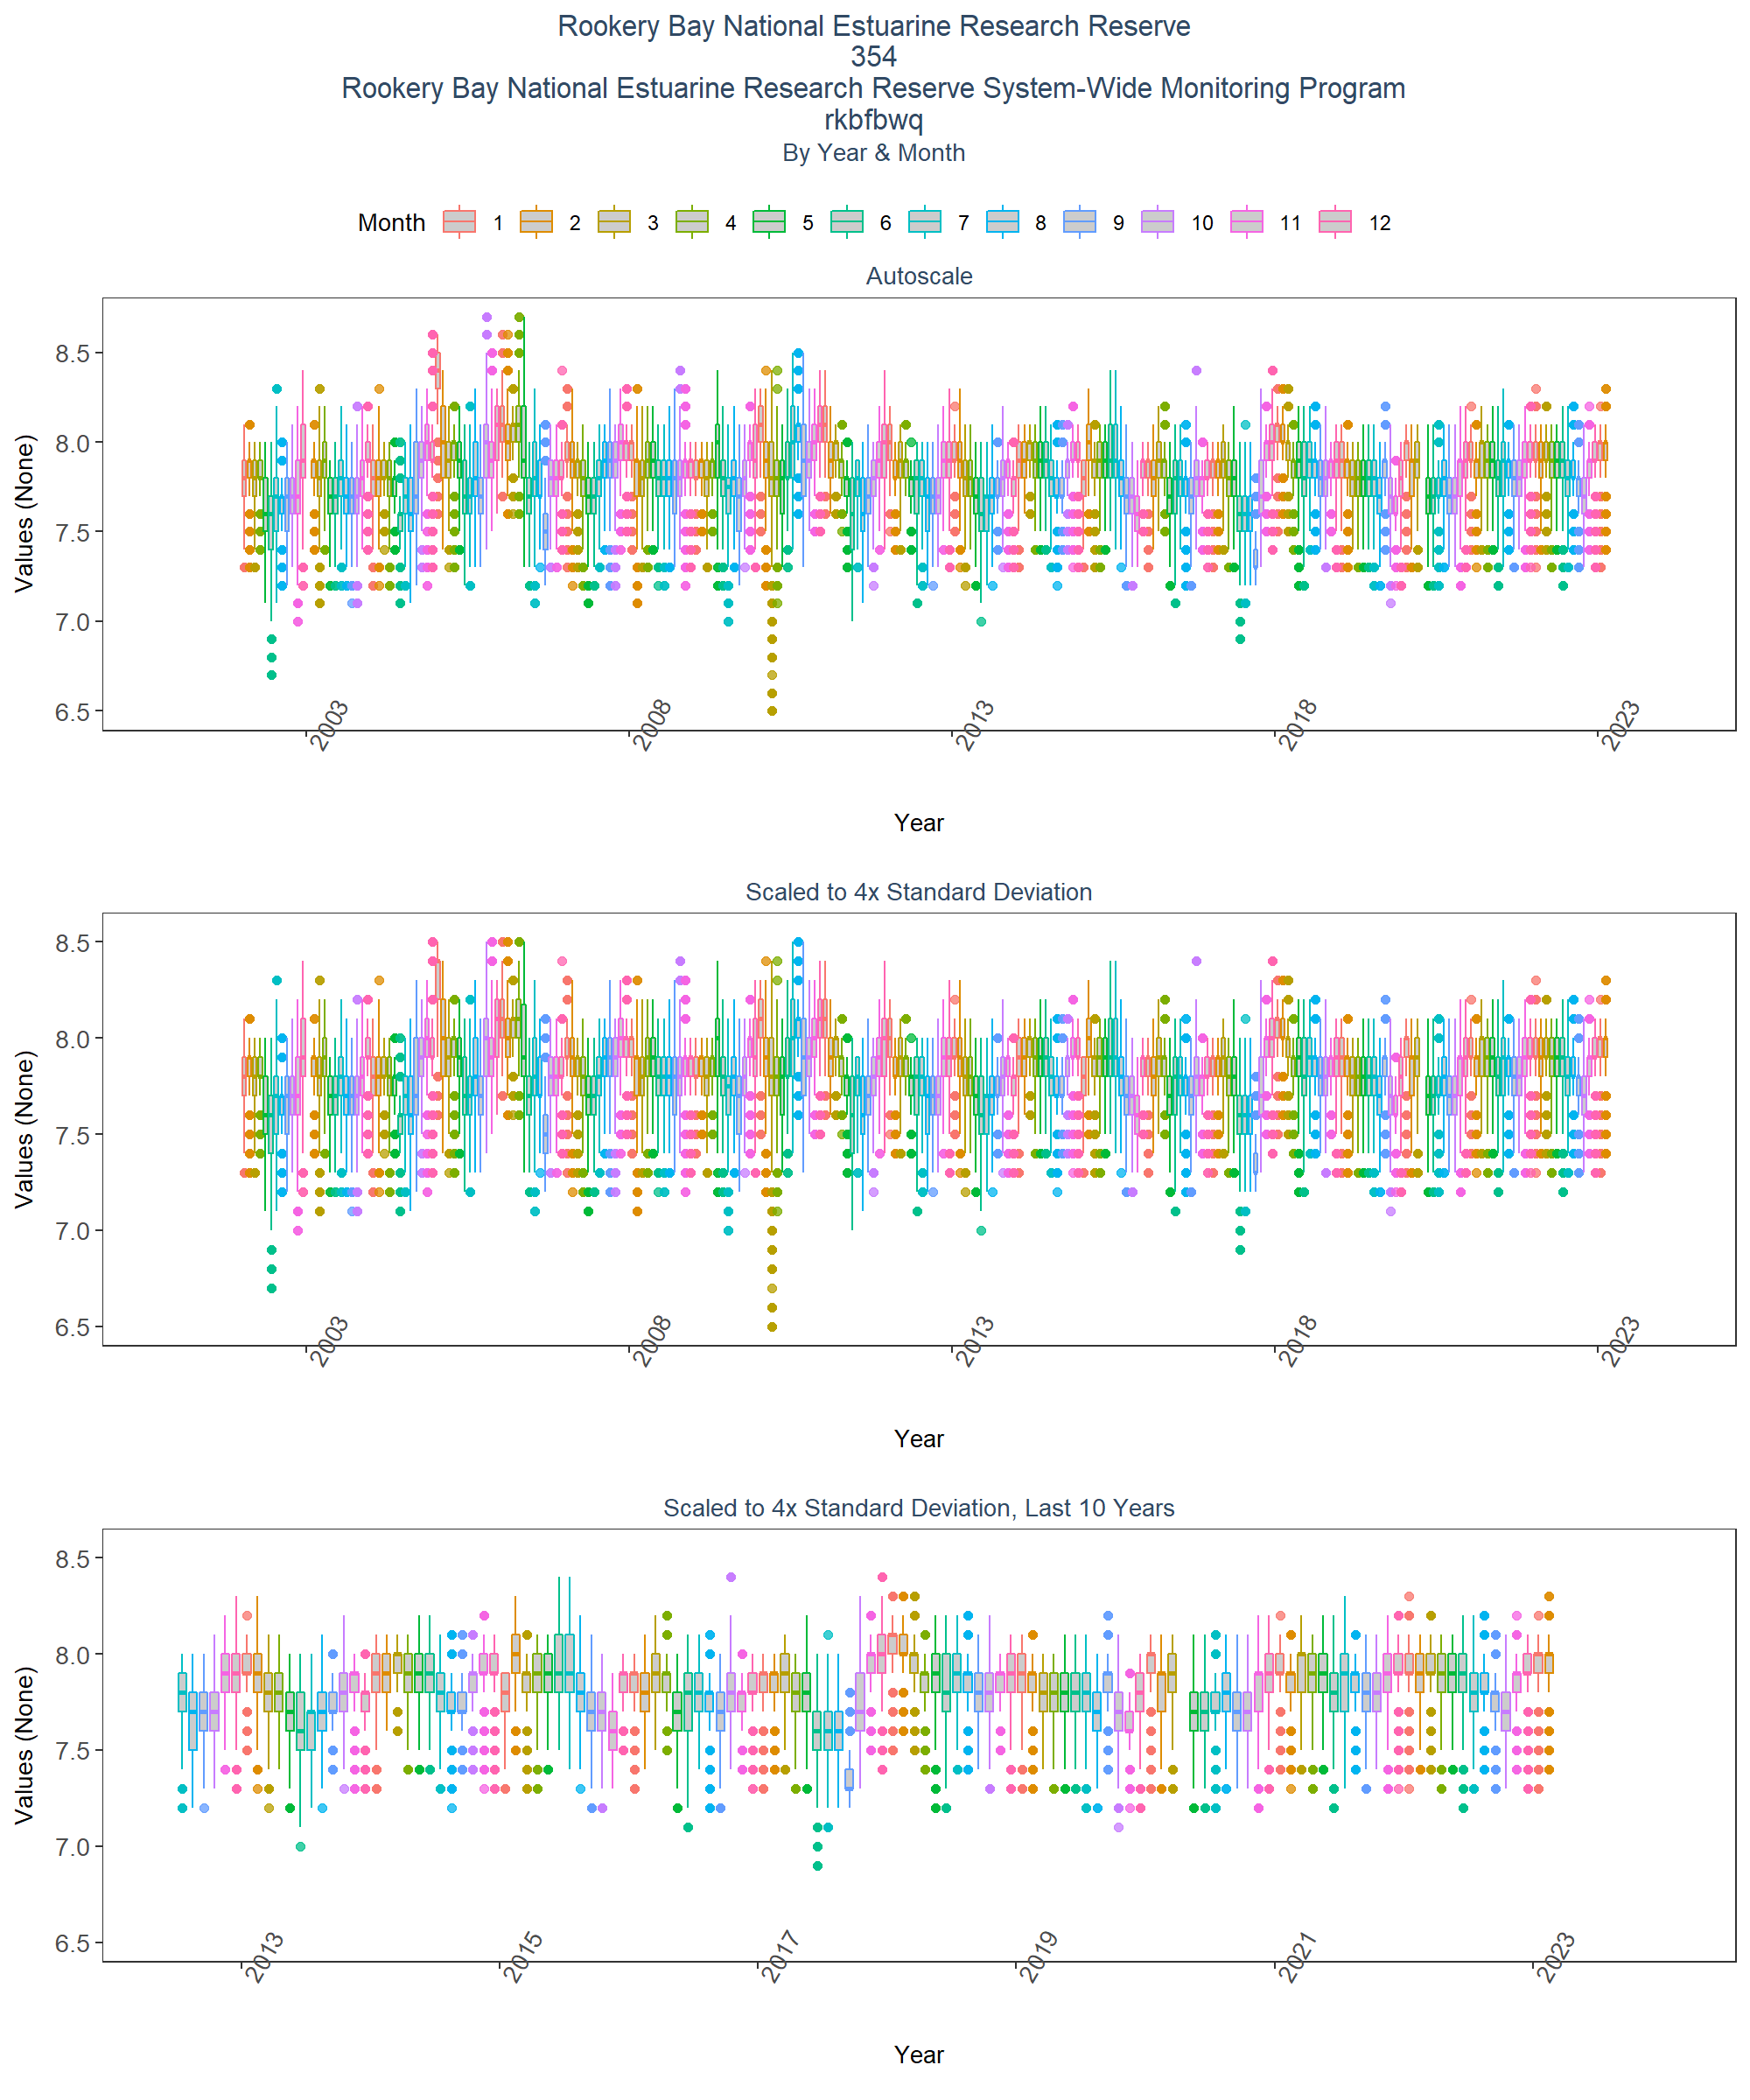 Rookery Bay National Estuarine Research Reserve
354
Rookery Bay National Estuarine Research Reserve System-Wide Monitoring Program
rkbfbwq
By Year & Month
Month 1 2 3 4 5 6 7 8 9 10 11 12
Autoscale
Values (None)
8.5
8.0
7.5
7.0
6.5
2003 2008 2013 2018 2023
Year
Scaled to 4x Standard Deviation
Values (None)
8.5
8.0
7.5
7.0
6.5
2003 2008 2013 2018 2023
Year
Scaled to 4x Standard Deviation, Last 10 Years
Values (None)
8.5
8.0
7.5
7.0
6.5
2013 2015 2017 2019 2021 2023
Year